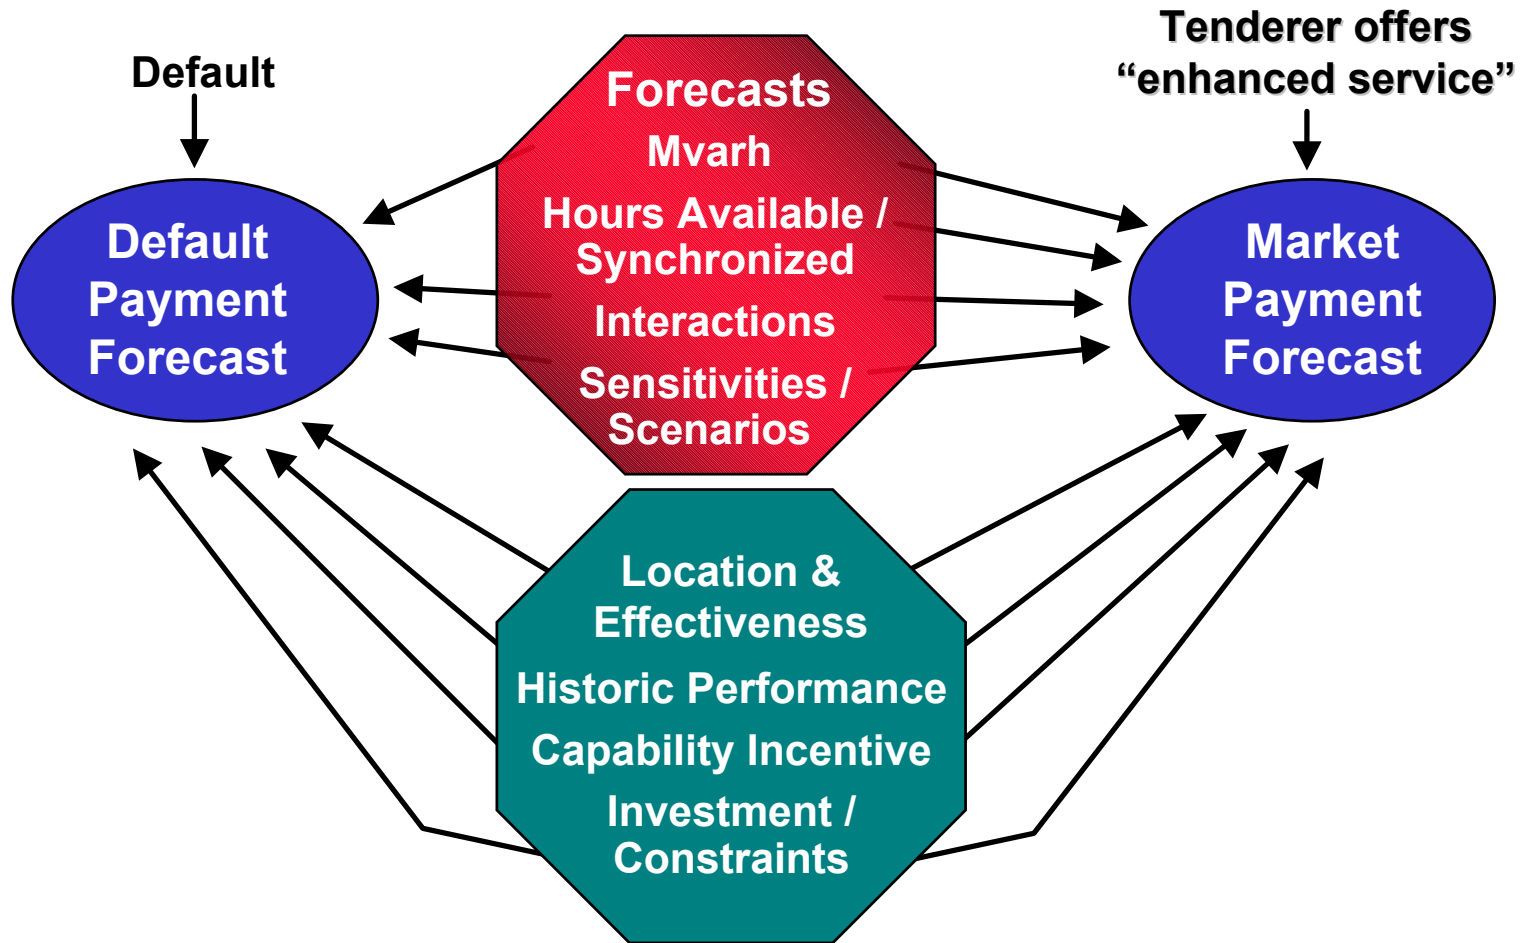 Default
Tenderer offers
“enhanced service”
Default
Payment
Forecast
Forecasts
Mvarh
Hours Available /
Synchronized
Interactions
Sensitivities /
Scenarios
Market
Payment
Forecast
Location &
Effectiveness
Historic Performance
Capability Incentive
Investment /
Constraints